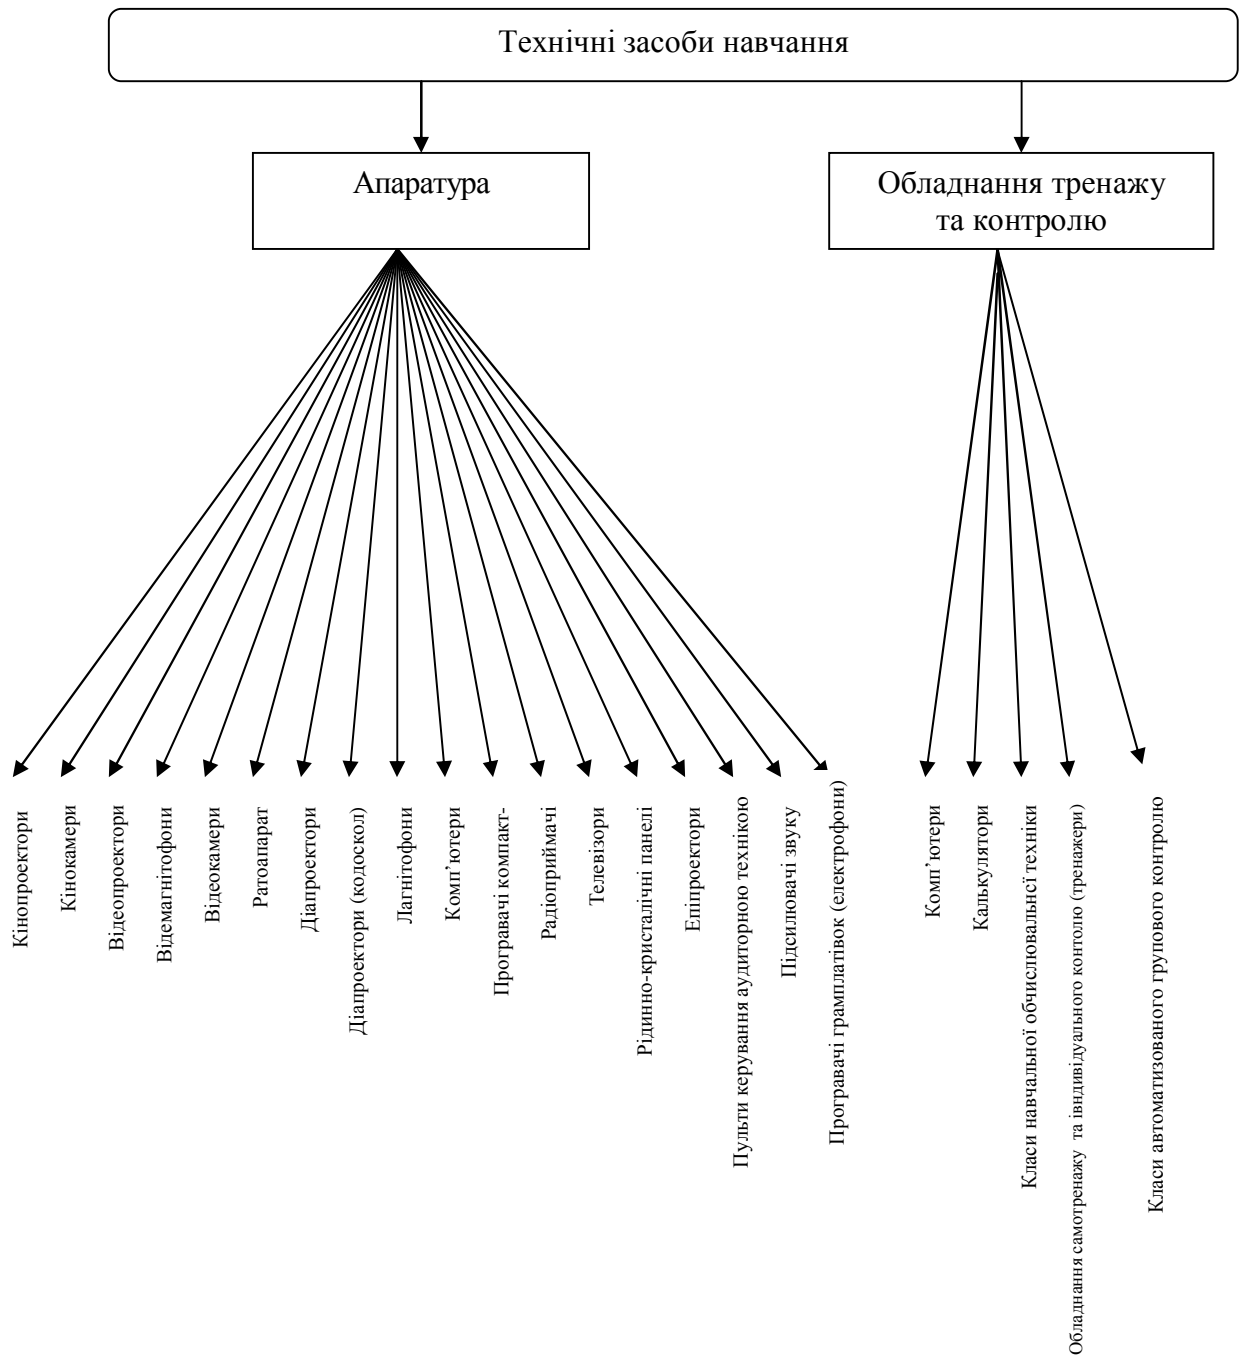 Технічні засоби навчання
Апаратура
Обладнання тренажу
та контролю
Кінопроектори
Кінокамери
Відеопроектори
Відемагнітофони
Відеокамери
Ратоапарат
Діапроектори
Діапроектори (кодоскол)
Лагнітофони
Комп’ютери
Програвачі компакт-
Радіоприймачі
Телевізори
Рідинно-кристалічні панелі
Епіпроектори
Пульти керування аудиторною технікою
Підсилювачі звуку
Програвачі грамплатівок (електрофони)
Комп’ютери
Калькулятори
Класи навчальної обчислювальнсї техніки
Обладнання самотренажу та івндивідуального контолю (тренажери)
Класи автоматизованого групового контролю